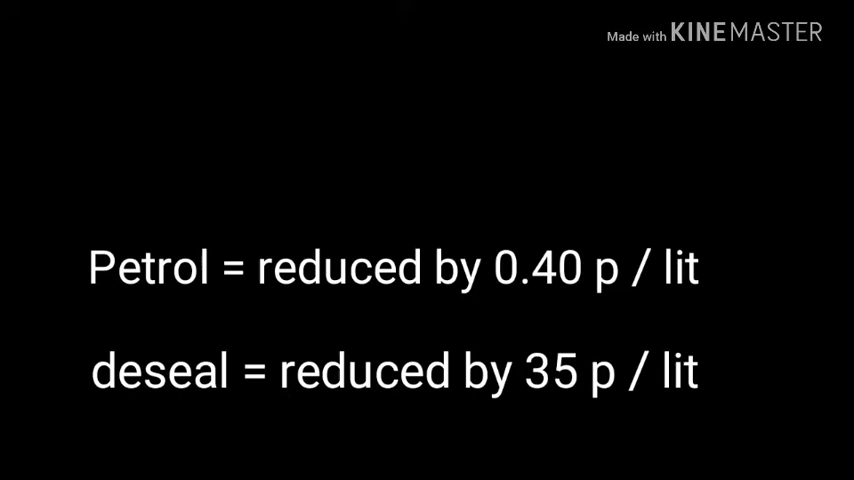 Made with KINEMASTER
Petrol = reduced by 0.40 p / lit
deseal = reduced by 35 p / lit